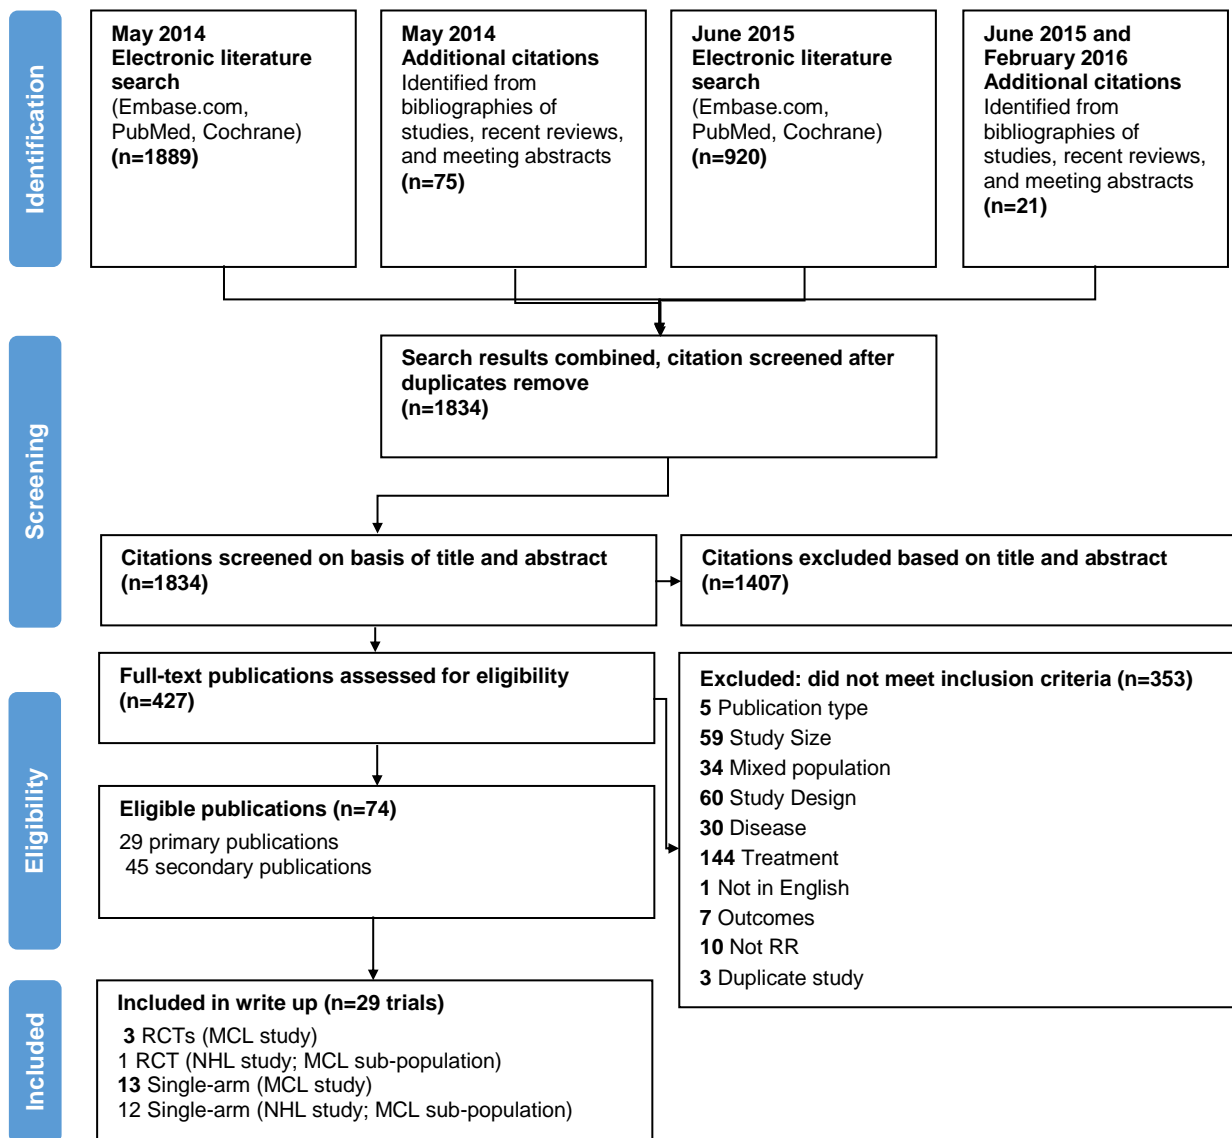 Identification
May 2014
Electronic literature
search
(Embase.com,
PubMed, Cochrane)
(n=1889)
May 2014
Additional citations
Identified from
bibliographies of
studies, recent reviews,
and meeting abstracts
(n=75)
June 2015
Electronic literature
search
(Embase.com,
PubMed, Cochrane)
(n=920)
June 2015 and
February 2016
Additional citations
Identified from
bibliographies of
studies, recent reviews,
and meeting abstracts
(n=21)
Screening
Search results combined, citation screened after
duplicates remove
(n=1834)
Citations screened on basis of title and abstract
(n=1834)
Citations excluded based on title and abstract
(n=1407)
Eligibility
Full-text publications assessed for eligibility
(n=427)
Excluded: did not meet inclusion criteria (n=353)
5 Publication type
59 Study Size
34 Mixed population
60 Study Design
30 Disease
144 Treatment
1 Not in English
7 Outcomes
10 Not RR
3 Duplicate study
Eligible publications (n=74)
29 primary publications
45 secondary publications
Included
Included in write up (n=29 trials)
3 RCTs (MCL study)
1 RCT (NHL study; MCL sub-population)
13 Single-arm (MCL study)
12 Single-arm (NHL study; MCL sub-population)